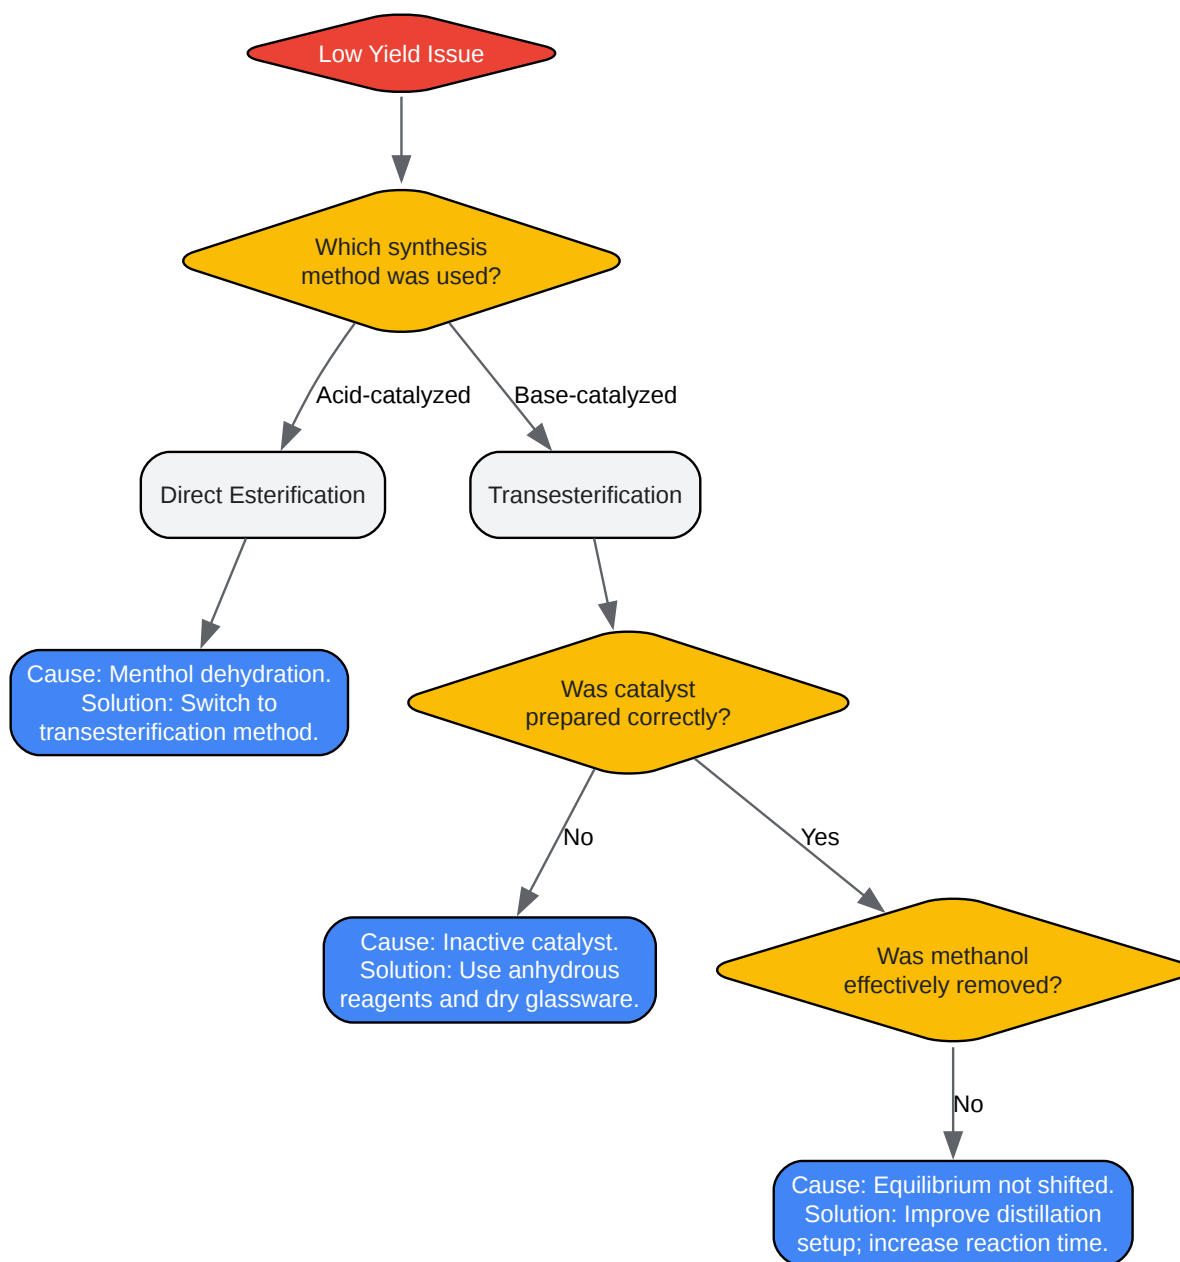 Low Yield Issue
Which synthesis
method was used?
Acid-catalyzed
Base-catalyzed
Direct Esterification
Transesterification
Cause: Menthol dehydration.
Solution: Switch to
transesterification method.
Was catalyst
prepared correctly?
No
Yes
Cause: Inactive catalyst.
Solution: Use anhydrous
reagents and dry glassware.
Was methanol
effectively removed?
No
Cause: Equilibrium not shifted.
Solution: Improve distillation
setup; increase reaction time.